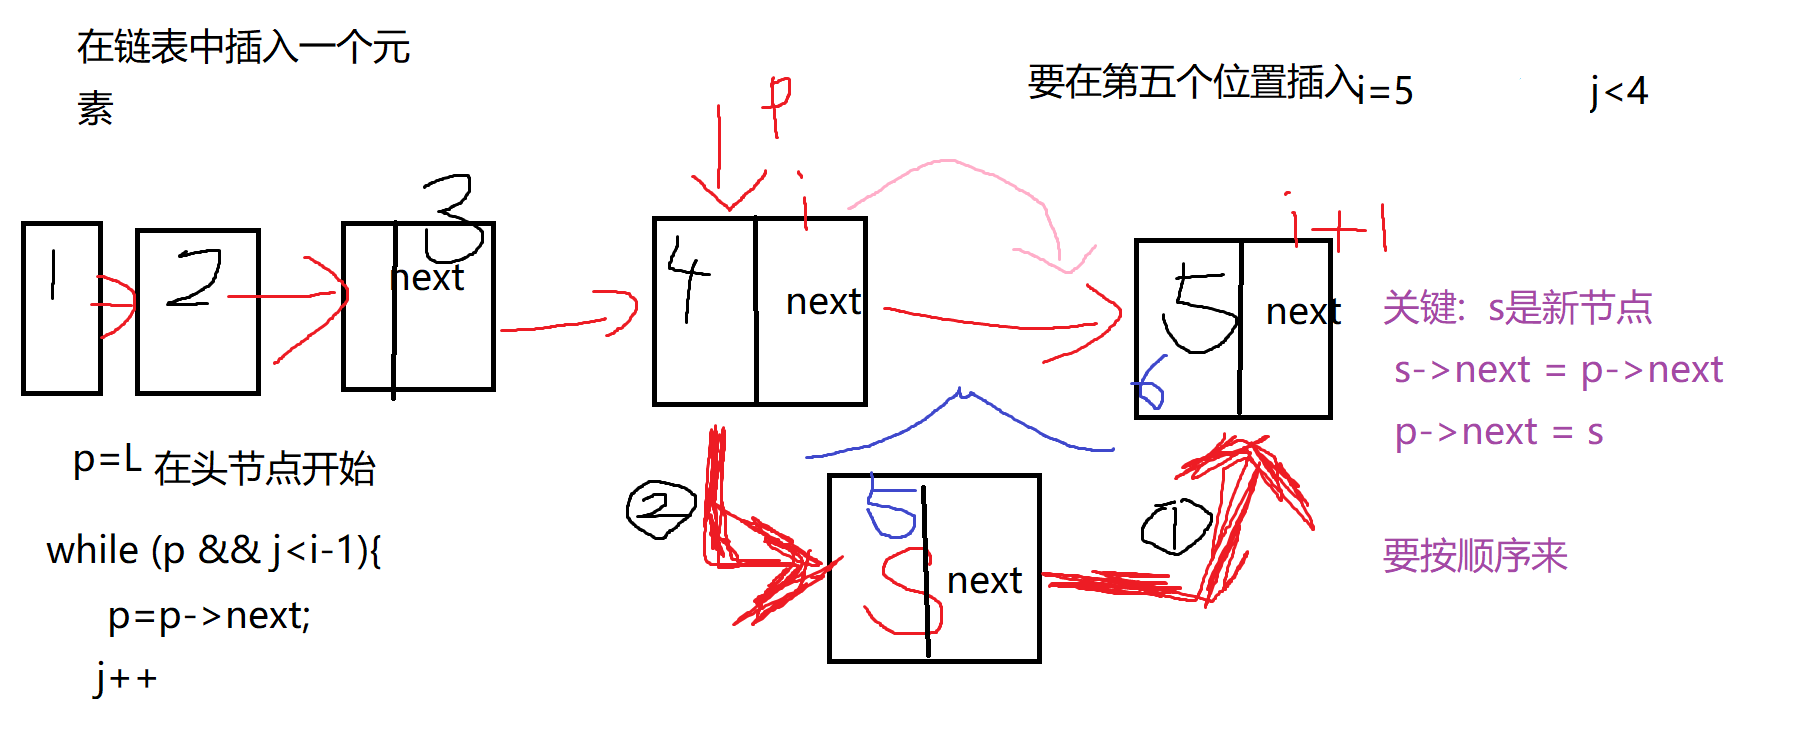 在链表中插入一个元
素
要在第五个位置插入i=5
j<4
p
i
i+1
1
2
3
next
4
next
5
next
6
关键：s是新节点
s->next = p->next
p->next = s
要按顺序来
p=L 在头节点开始
while (p && j<i-1){
p=p->next;
j++
②
①
5
S
next